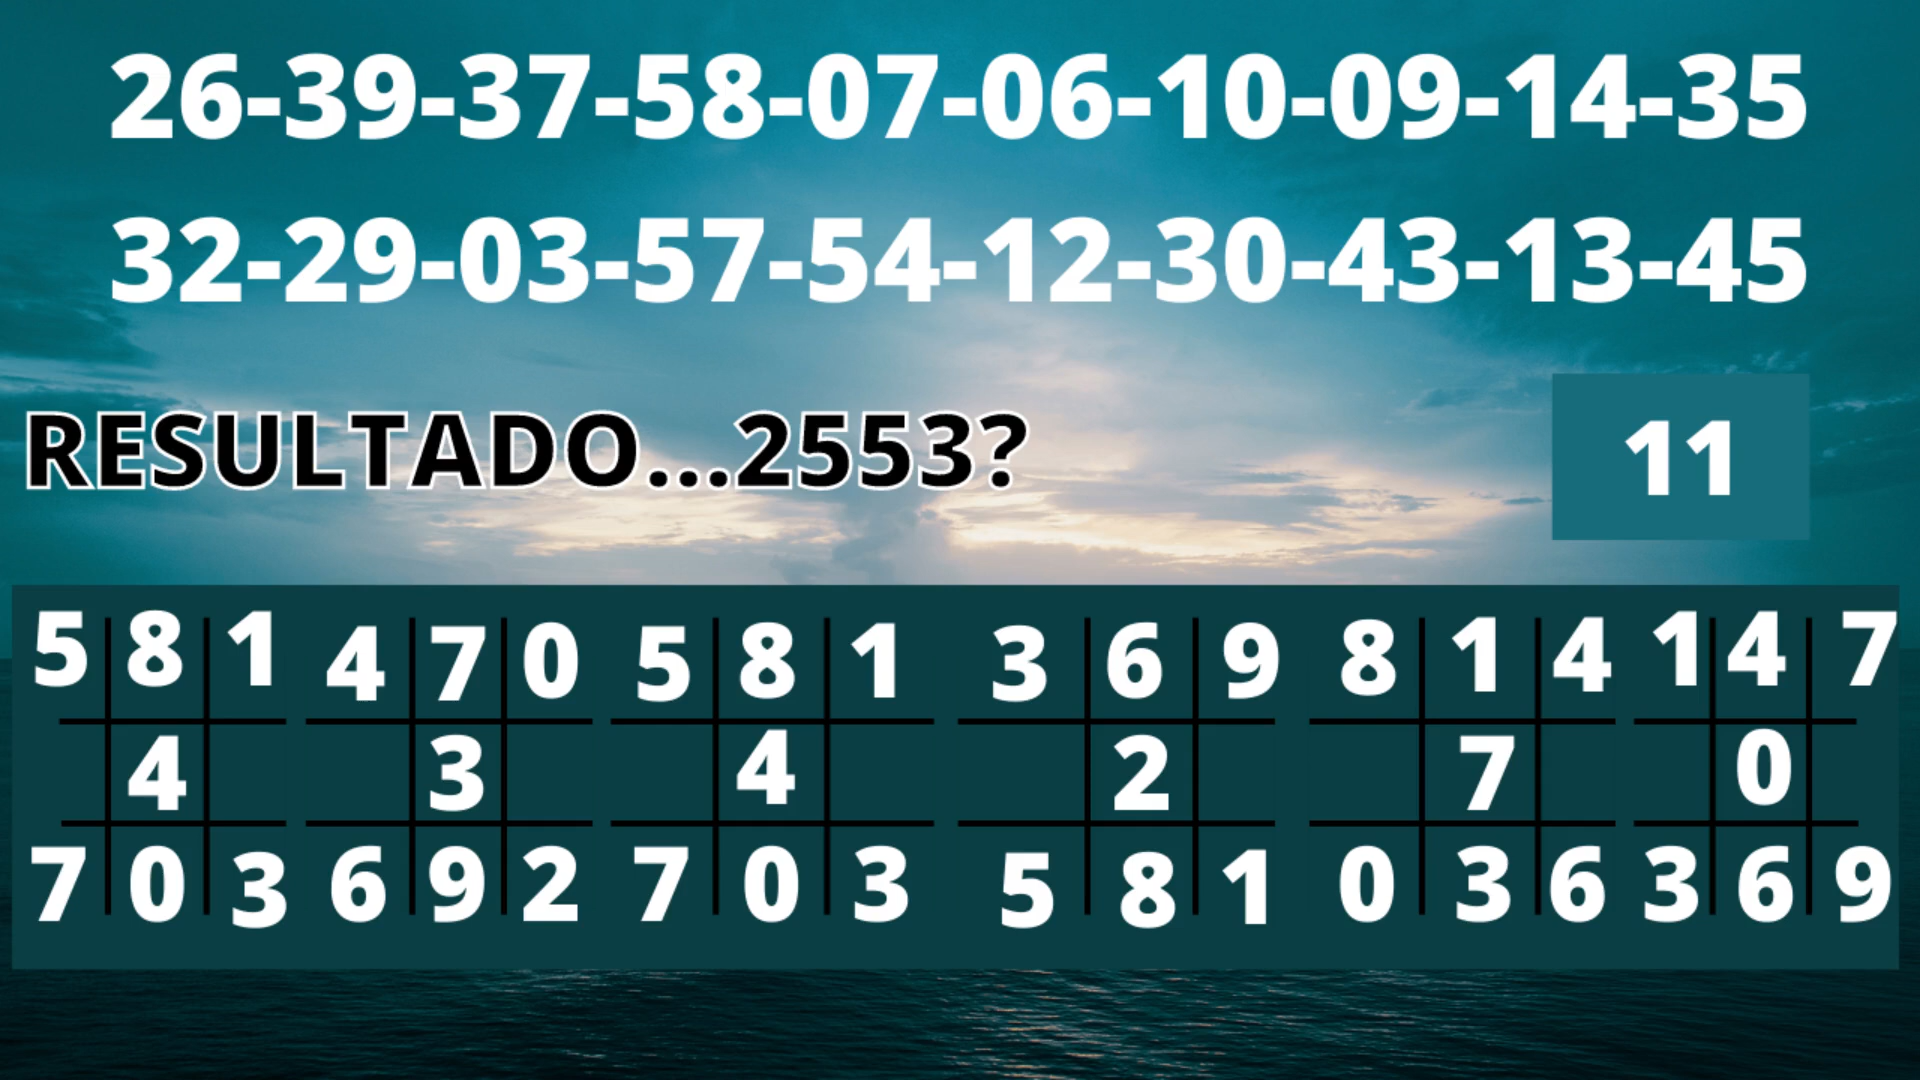 26-39-37-58-07-06-10-09-14-35
32-29-03-57-54-12-30-43-13-45
RESULTADO...2553?
11
5 8 1 4 7 0 5 8 1 3 6 9 8 1 4 1 4 7
4 3 4 2 7 0
7 0 3 6 9 2 7 0 3 5 8 1 0 3 6 3 6 9